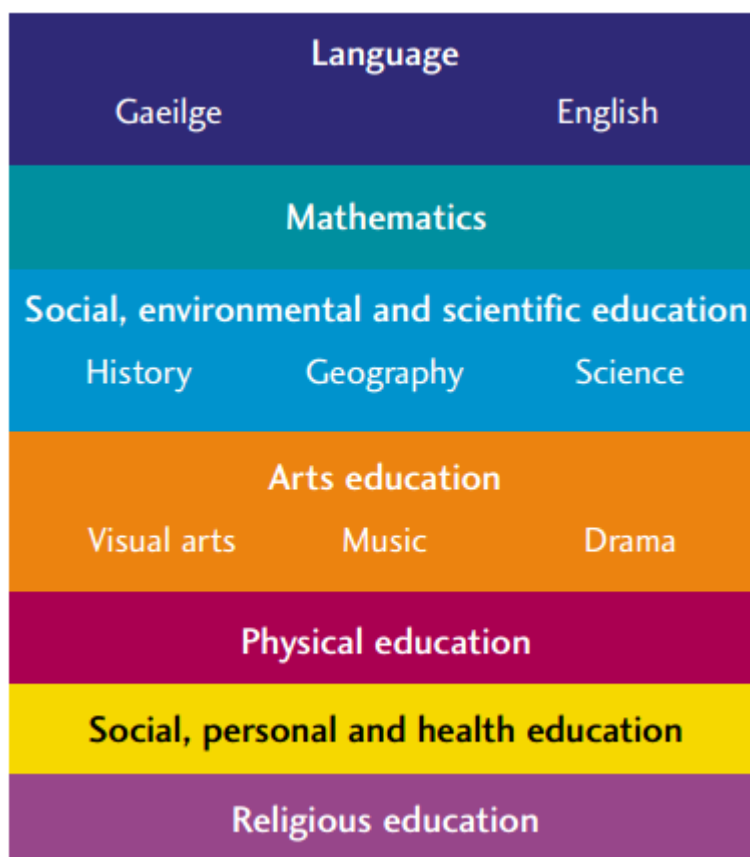 Language
Gaeilge English
Mathematics
Social, environmental and scientific education
History Geography Science
Arts education
Visual arts Music Drama
Physical education
Social, personal and health education
Religious education